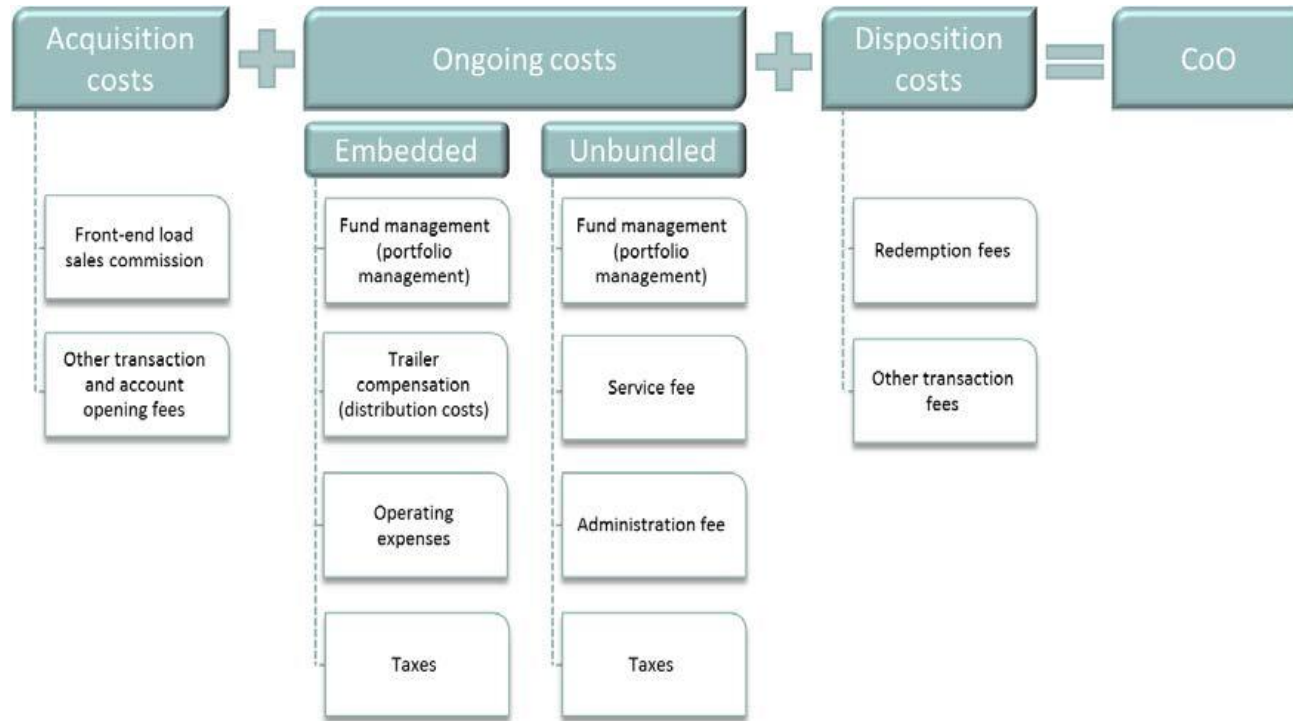 Acquisition
costs
Ongoing costs
Disposition
costs
CoO
Embedded
Unbundled
Front-end load
sales commission
Other transaction
and account
opening fees
Fund management
(portfolio
management)
Trailer
compensation
(distribution costs)
Operating
expenses
Taxes
Fund management
(portfolio
management)
Service fee
Administration fee
Taxes
Redemption fees
Other transaction
fees